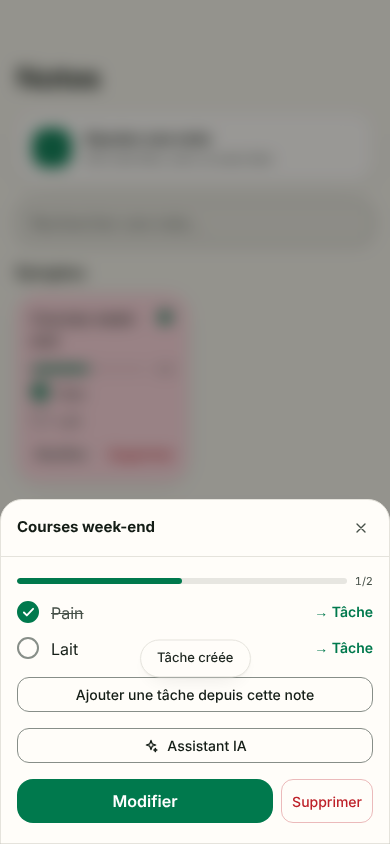 Notes
Courses week-end
1/2
Pain → Tâche
Lait → Tâche
Tâche créée
Ajouter une tâche depuis cette note
Assistant IA
Modifier Supprimer